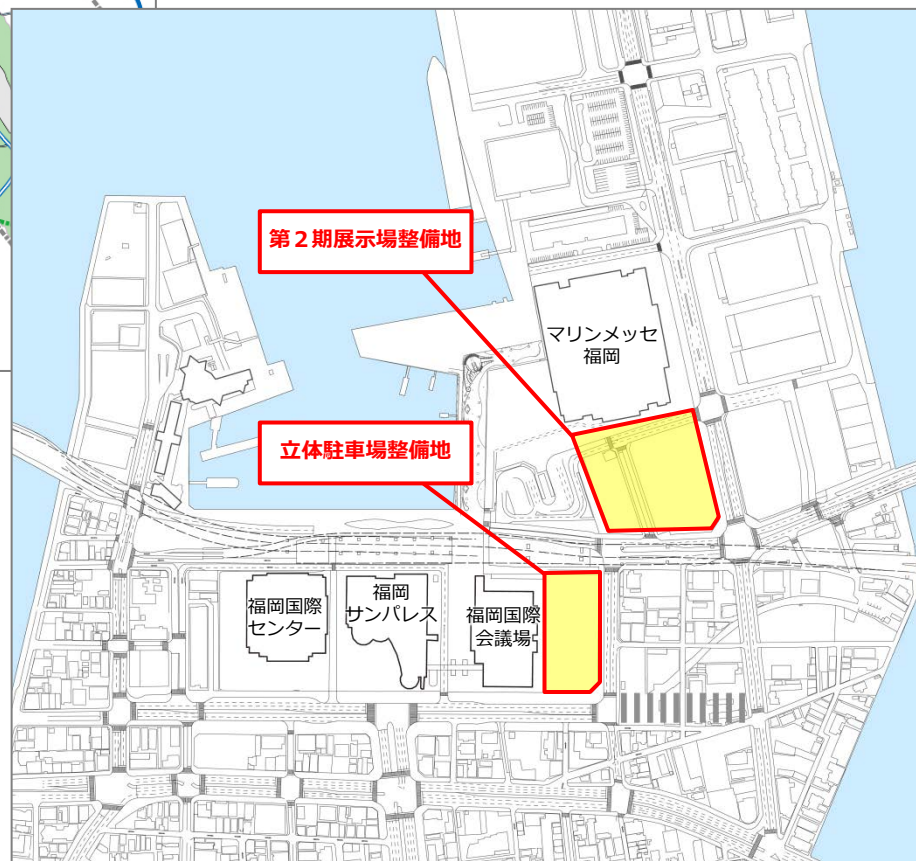 第２期展示場整備地
マリンメッセ
福岡
立体駐車場整備地
福岡国際
センター
福岡
サンパレス
福岡国際
会議場